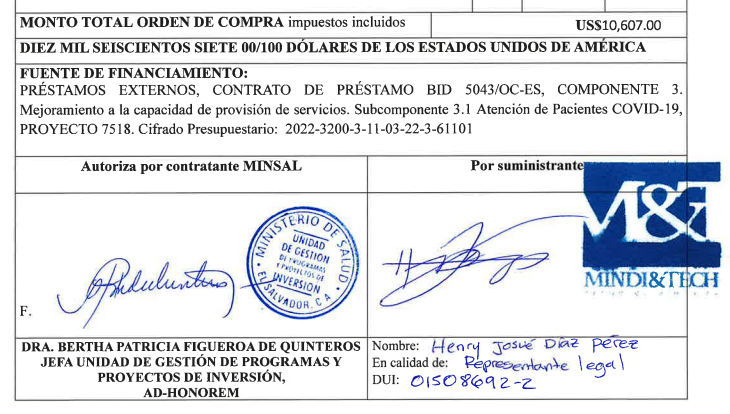 MONTO TOTAL ORDEN DE COMPRA impuestos incluidos US$10,607.00
DIEZ MIL SEISCIENTOS SIETE 00/100 DÓLARES DE LOS ESTADOS UNIDOS DE AMÉRICA
FUENTE DE FINANCIAMIENTO:
PRÉSTAMOS EXTERNOS, CONTRATO DE PRÉSTAMO BID 5043/OC-ES, COMPONENTE 3.
Mejoramiento a la capacidad de provisión de servicios. Subcomponente 3.1 Atención de Pacientes COVID-19,
PROYECTO 7518. Cifrado Presupuestario: 2022-3200-3-11-03-22-3-61101
Autoriza por contratante MINSAL
Por suministrante
M&T
MINDI&TECH
MINISTERIO DE SALUD
UNIDAD
DE GESTIÓN
DE PROGRAMAS
Y PROYECTOS DE
INVERSIÓN
EL SALVADOR, C.A.
F.
DRA. BERTHA PATRICIA FIGUEROA DE QUINTEROS
JEFA UNIDAD DE GESTIÓN DE PROGRAMAS Y
PROYECTOS DE INVERSIÓN,
AD-HONOREM
Nombre: Henry Josué Díaz Pérez
En calidad de: Representante legal
DUI: 01508692-2